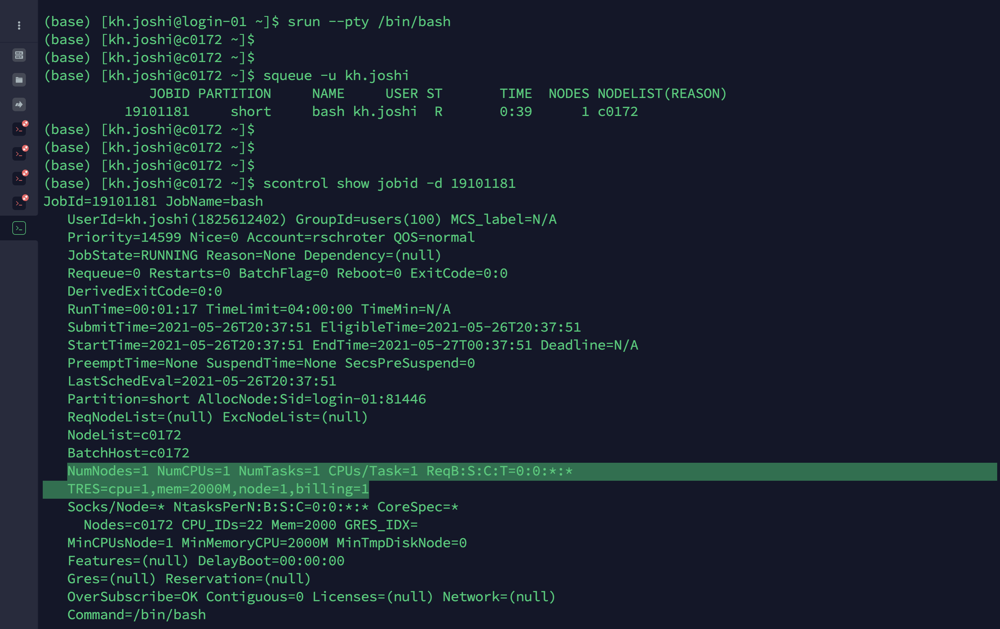 (base) [kh.joshi@login-01 ~]$ srun --pty /bin/bash
(base) [kh.joshi@c0172 ~]$
(base) [kh.joshi@c0172 ~]$
(base) [kh.joshi@c0172 ~]$ squeue -u kh.joshi
             JOBID PARTITION     NAME     USER ST       TIME  NODES NODELIST(REASON)
          19101181     short     bash kh.joshi  R       0:39      1 c0172
(base) [kh.joshi@c0172 ~]$
(base) [kh.joshi@c0172 ~]$
(base) [kh.joshi@c0172 ~]$
(base) [kh.joshi@c0172 ~]$ scontrol show jobid -d 19101181
JobId=19101181 JobName=bash
   UserId=kh.joshi(1825612402) GroupId=users(100) MCS_label=N/A
   Priority=14599 Nice=0 Account=rschroter QOS=normal
   JobState=RUNNING Reason=None Dependency=(null)
   Requeue=0 Restarts=0 BatchFlag=0 Reboot=0 ExitCode=0:0
   DerivedExitCode=0:0
   RunTime=00:01:17 TimeLimit=04:00:00 TimeMin=N/A
   SubmitTime=2021-05-26T20:37:51 EligibleTime=2021-05-26T20:37:51
   StartTime=2021-05-26T20:37:51 EndTime=2021-05-27T00:37:51 Deadline=N/A
   PreemptTime=None SuspendTime=None SecsPreSuspend=0
   LastSchedEval=2021-05-26T20:37:51
   Partition=short AllocNode:Sid=login-01:81446
   ReqNodeList=(null) ExcNodeList=(null)
   NodeList=c0172
   BatchHost=c0172
   NumNodes=1 NumCPUs=1 NumTasks=1 CPUs/Task=1 ReqB:S:C:T=0:0:*:*
   TRES=cpu=1,mem=2000M,node=1,billing=1
   Socks/Node=* NtasksPerN:B:S:C=0:0:*:* CoreSpec=*
     Nodes=c0172 CPU_IDs=22 Mem=2000 GRES_IDX=
   MinCPUsNode=1 MinMemoryCPU=2000M MinTmpDiskNode=0
   Features=(null) DelayBoot=00:00:00
   Gres=(null) Reservation=(null)
   OverSubscribe=OK Contiguous=0 Licenses=(null) Network=(null)
   Command=/bin/bash